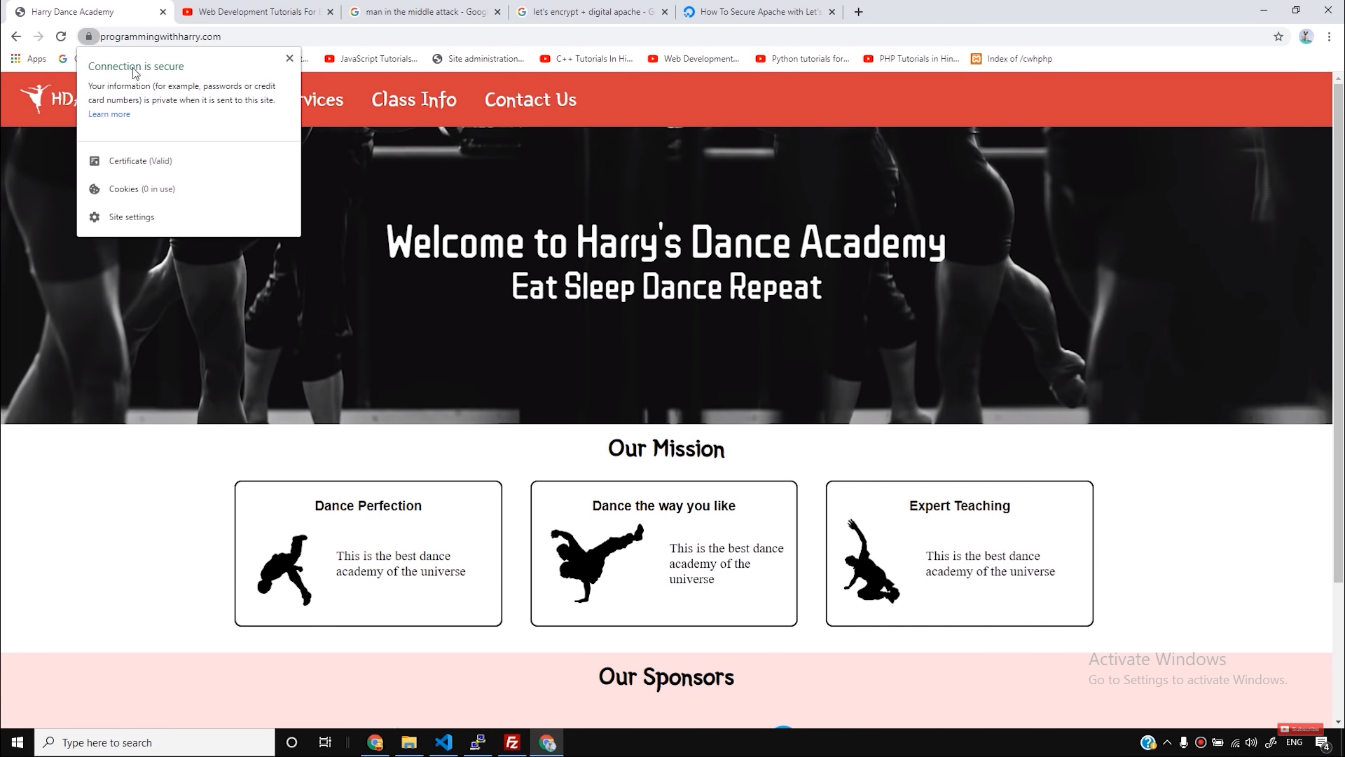 Harry Dance Academy
Web Development Tutorials For
man in the middle attack - Goog
let's encrypt + digital apache - G
How To Secure Apache with Let's
programmingwithharry.com
Apps
JavaScript Tutorials...
Site administration...
C++ Tutorials In Hi...
Web Development...
Python tutorials for...
PHP Tutorials in Hin...
Index of /cwhphp
Connection is secure
Your information (for example, passwords or credit
card numbers) is private when it is sent to this site.
Learn more
Certificate (Valid)
Cookies (0 in use)
Site settings
HD
rvices
Class Info
Contact Us
Welcome to Harry's Dance Academy
Eat Sleep Dance Repeat
Our Mission
Dance Perfection
This is the best dance
academy of the universe
Dance the way you like
This is the best dance
academy of the
universe
Expert Teaching
This is the best dance
academy of the universe
Our Sponsors
Activate Windows
Go to Settings to activate Windows.
Subscribe
Type here to search
ENG
4